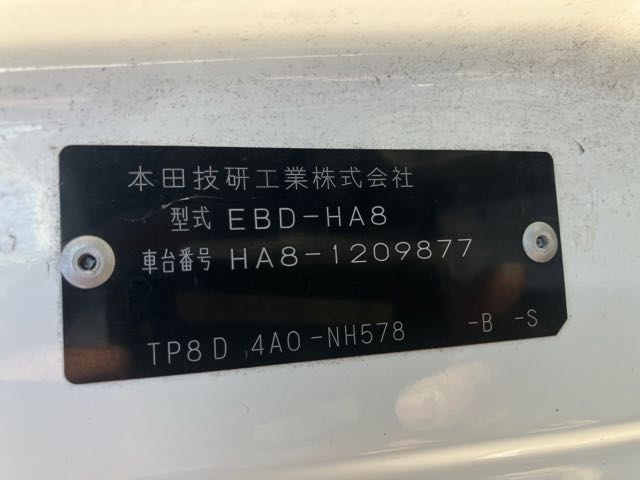 本田技研工業株式会社
型式 EBD-HA8
車台番号 HA8-1209877
TP8D 4A0-NH578 -B -S